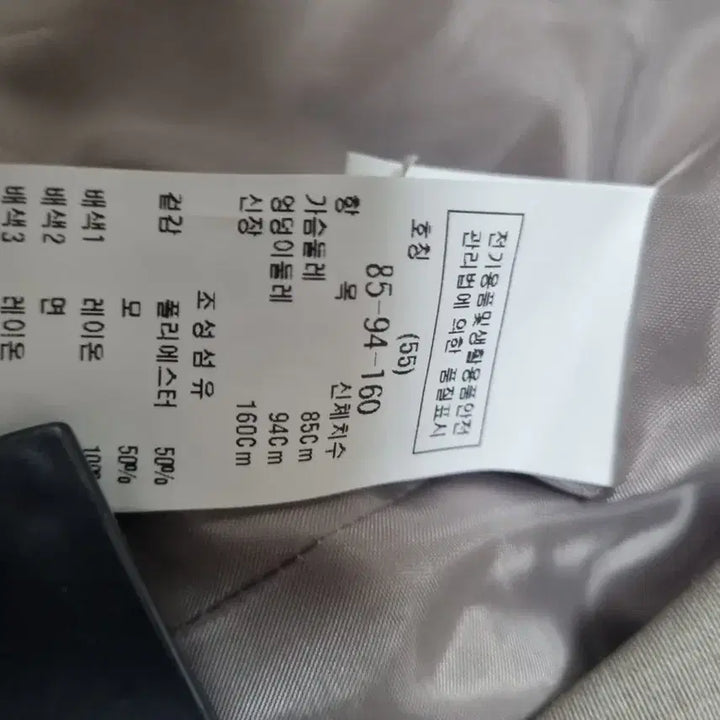 전기용품및생활용품안전
관리법에 의한 품질표시
호칭 (55)
85-94-160
항 목 신체치수
가슴둘레 85Cm
엉덩이둘레 94Cm
신장 160Cm
조성섬유
겉감 폴리에스터 50%
모 50%
배색1 레이온
배색2 면
배색3 레이온